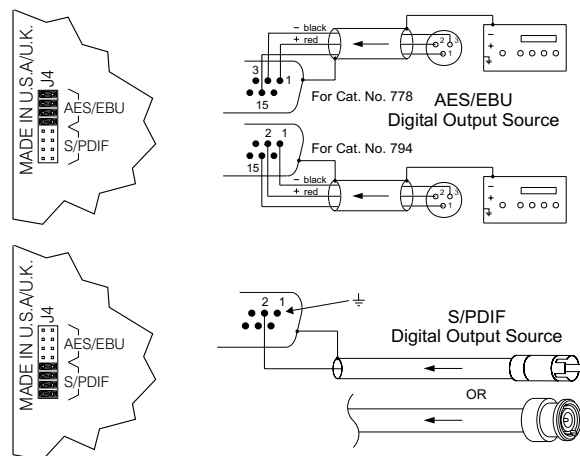 MADE IN U.S.A/U.K.
J4
AES/EBU
S/PDIF
– black
+ red
3 1
15
2 3
1
–
+
For Cat. No. 778
AES/EBU
Digital Output Source
For Cat. No. 794
2 1
15
– black
+ red
2 3
1
–
+
MADE IN U.S.A/U.K.
J4
AES/EBU
S/PDIF
2 1
S/PDIF
Digital Output Source
OR